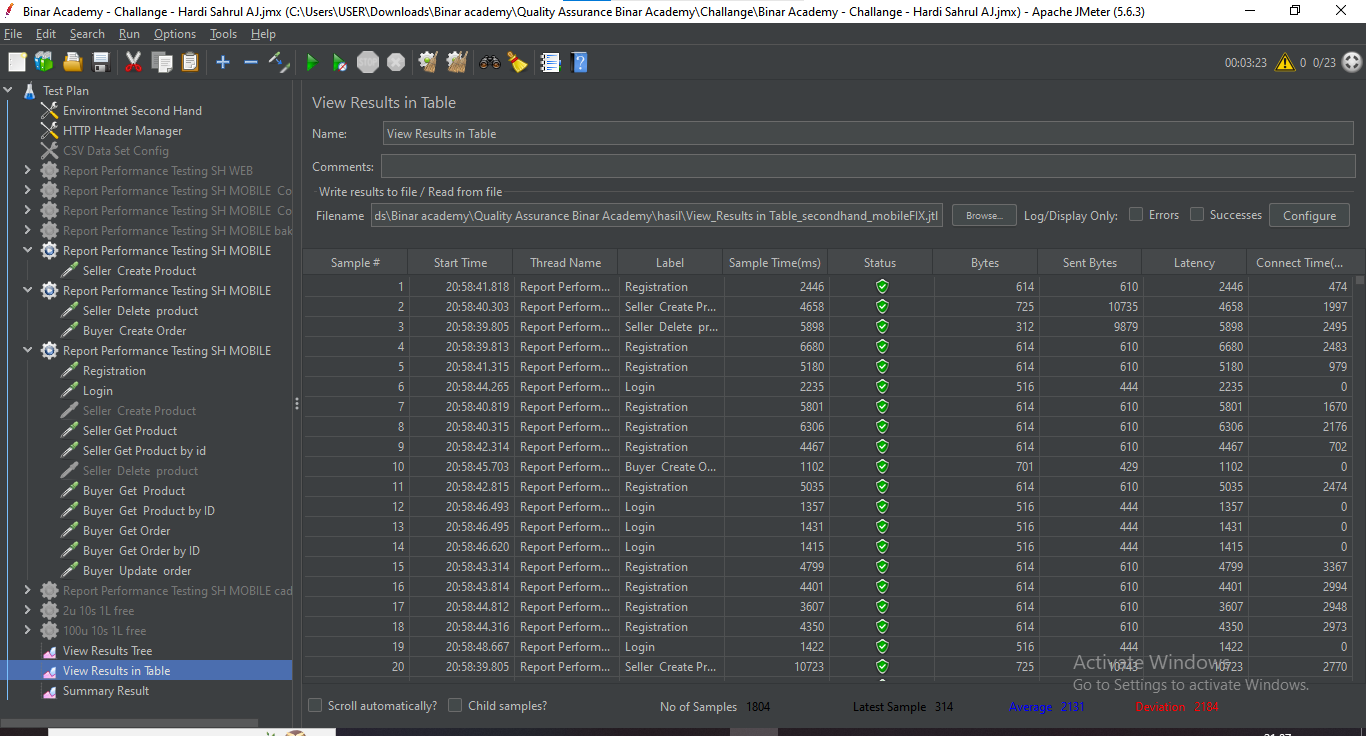 Binar Academy - Challange - Hardi Sahrul AJ.jmx (C:\Users\USER\Downloads\Binar academy\Quality Assurance Binar Academy\Challange\Binar Academy - Challange - Hardi Sahrul AJ.jmx) - Apache JMeter (5.6.3)
File Edit Search Run Options Tools Help
00:03:23 0 0/23
Test Plan
Environtmet Second Hand
HTTP Header Manager
CSV Data Set Config
Report Performance Testing SH WEB
Report Performance Testing SH MOBILE Co
Report Performance Testing SH MOBILE Co
Report Performance Testing SH MOBILE bak
Report Performance Testing SH MOBILE
Seller Create Product
Report Performance Testing SH MOBILE
Seller Delete product
Buyer Create Order
Report Performance Testing SH MOBILE
Registration
Login
Seller Create Product
Seller Get Product
Seller Get Product by id
Seller Delete product
Buyer Get Product
Buyer Get Product by ID
Buyer Get Order
Buyer Get Order by ID
Buyer Update order
Report Performance Testing SH MOBILE cad
2u 10s 1L free
100u 10s 1L free
View Results Tree
View Results in Table
Summary Result
View Results in Table
Name: View Results in Table
Comments:
Write results to file / Read from file
Filename ds\Binar academy\Quality Assurance Binar Academy\hasil\View_Results in Table_secondhand_mobileFIX.jtl Browse... Log/Display Only: Errors Successes Configure
Sample # Start Time Thread Name Label Sample Time(ms) Status Bytes Sent Bytes Latency Connect Time(...
1 20:58:41.818 Report Perform... Registration 2446 614 610 2446 474
2 20:58:40.303 Report Perform... Seller Create Pr... 4658 725 10735 4658 1997
3 20:58:39.805 Report Perform... Seller Delete pr... 5898 312 9879 5898 2495
4 20:58:39.813 Report Perform... Registration 6680 614 610 6680 2483
5 20:58:41.315 Report Perform... Registration 5180 614 610 5180 979
6 20:58:44.265 Report Perform... Login 2235 516 444 2235 0
7 20:58:40.819 Report Perform... Registration 5801 614 610 5801 1670
8 20:58:40.315 Report Perform... Registration 6306 614 610 6306 2176
9 20:58:42.314 Report Perform... Registration 4467 614 610 4467 702
10 20:58:45.703 Report Perform... Buyer Create O... 1102 701 429 1102 0
11 20:58:42.815 Report Perform... Registration 5035 614 610 5035 2474
12 20:58:46.493 Report Perform... Login 1357 516 444 1357 0
13 20:58:46.495 Report Perform... Login 1431 516 444 1431 0
14 20:58:46.620 Report Perform... Login 1415 516 444 1415 0
15 20:58:43.314 Report Perform... Registration 4799 614 610 4799 3367
16 20:58:43.814 Report Perform... Registration 4401 614 610 4401 2994
17 20:58:44.812 Report Perform... Registration 3607 614 610 3607 2948
18 20:58:44.316 Report Perform... Registration 4350 614 610 4350 2973
19 20:58:48.667 Report Perform... Login 1422 516 444 1422 0
20 20:58:39.805 Report Perform... Seller Create Pr... 10723 725 10743 10723 2770
Activate Windows
Go to Settings to activate Windows.
Scroll automatically? Child samples? No of Samples 1804 Latest Sample 314 Average 2131 Deviation 2184